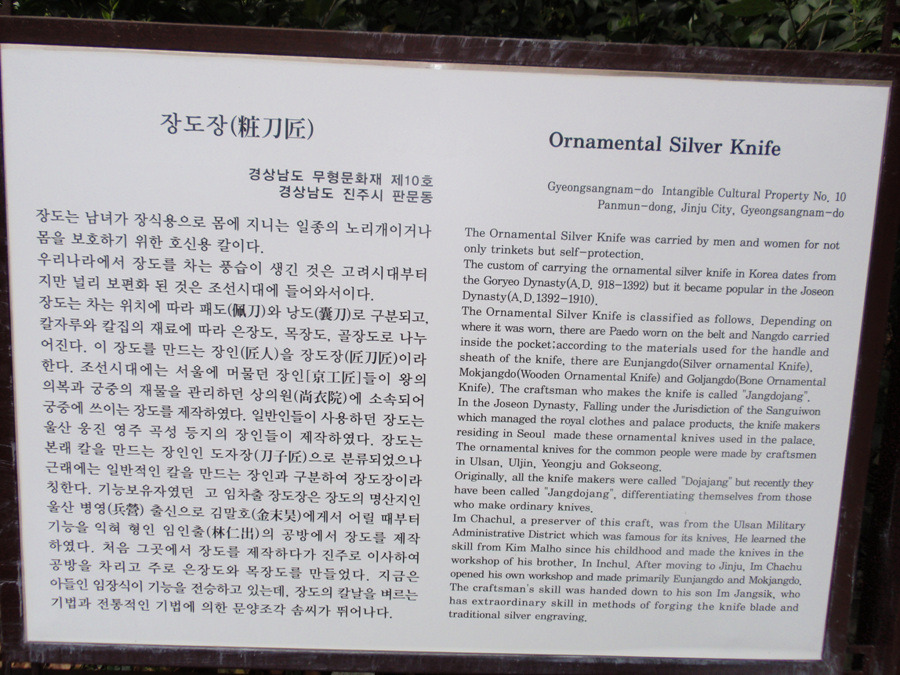 장도장(粧刀匠)
경상남도 무형문화재 제10호
경상남도 진주시 판문동
장도는 남녀가 장식용으로 몸에 지니는 일종의 노리개이거나
몸을 보호하기 위한 호신용 칼이다.
우리나라에서 장도를 차는 풍습이 생긴 것은 고려시대부터
지만 널리 보편화 된 것은 조선시대에 들어와서이다.
장도는 차는 위치에 따라 패도(佩刀)와 낭도(囊刀)로 구분되고,
칼자루와 칼집의 재료에 따라 은장도, 목장도, 골장도로 나누
어진다. 이 장도를 만드는 장인(匠人)을 장도장(匠刀匠)이라
한다. 조선시대에는 서울에 머물던 장인[京工匠]들이 왕의
의복과 궁중의 재물을 관리하던 상의원(尙衣院)에 소속되어
궁중에 쓰이는 장도를 제작하였다. 일반인들이 사용하던 장도는
울산 웅진 영주 곡성 등지의 장인들이 제작하였다. 장도는
본래 칼을 만드는 장인인 도자장(刀子匠)으로 분류되었으나
근래에는 일반적인 칼을 만드는 장인과 구분하여 장도장이라
칭한다. 기능보유자였던 고 임차출 장도장은 장도의 명산지인
울산 병영(兵營) 출신으로 김말호(金末昊)에게서 어릴 때부터
기능을 익혀 형인 임인출(林仁出)의 공방에서 장도를 제작
하였다. 처음 그곳에서 장도를 제작하다가 진주로 이사하여
공방을 차리고 주로 은장도와 목장도를 만들었다. 지금은
아들인 임장식이 기능을 전승하고 있는데, 장도의 칼날을 벼르는
기법과 전통적인 기법에 의한 문양조각 솜씨가 뛰어나다.
Ornamental Silver Knife
Gyeongsangnam-do Intangible Cultural Property No. 10
Panmun-dong, Jinju City, Gyeongsangnam-do
The Ornamental Silver Knife was carried by men and women for not
only trinkets but self-protection.
The custom of carrying the ornamental silver knife in Korea dates from
the Goryeo Dynasty(A.D. 918-1392) but it became popular in the Joseon
Dynasty(A.D.1392-1910).
The Ornamental Silver Knife is classified as follows. Depending on
where it was worn, there are Paedo worn on the belt and Nangdo carried
inside the pocket;according to the materials used for the handle and
sheath of the knife, there are Eunjangdo(Silver ornamental Knife),
Mokjangdo(Wooden Ornamental Knife) and Goljangdo(Bone Ornamental
Knife). The craftsman who makes the knife is called "Jangdojang".
In the Joseon Dynasty, Falling under the Jurisdiction of the Sanguiwon
which managed the royal clothes and palace products, the knife makers
residing in Seoul made these ornamental knives used in the palace.
The ornamental knives for the common people were made by craftsmen
in Ulsan, Uljin, Yeongju and Gokseong.
Originally, all the knife makers were called "Dojajang" but recently they
have been called "Jangdojang", differentiating themselves from those
who make ordinary knives.
Im Chachul, a preserver of this craft, was from the Ulsan Military
Administrative District which was famous for its knives. He learned the
skill from Kim Malho since his childhood and made the knives in the
workshop of his brother, In Inchul. After moving to Jinju, Im Chachu
opened his own workshop and made primarily Eunjangdo and Mokjangdo.
The craftsman's skill was handed down to his son Im Jangsik, who
has extraordinary skill in methods of forging the knife blade and
traditional silver engraving.